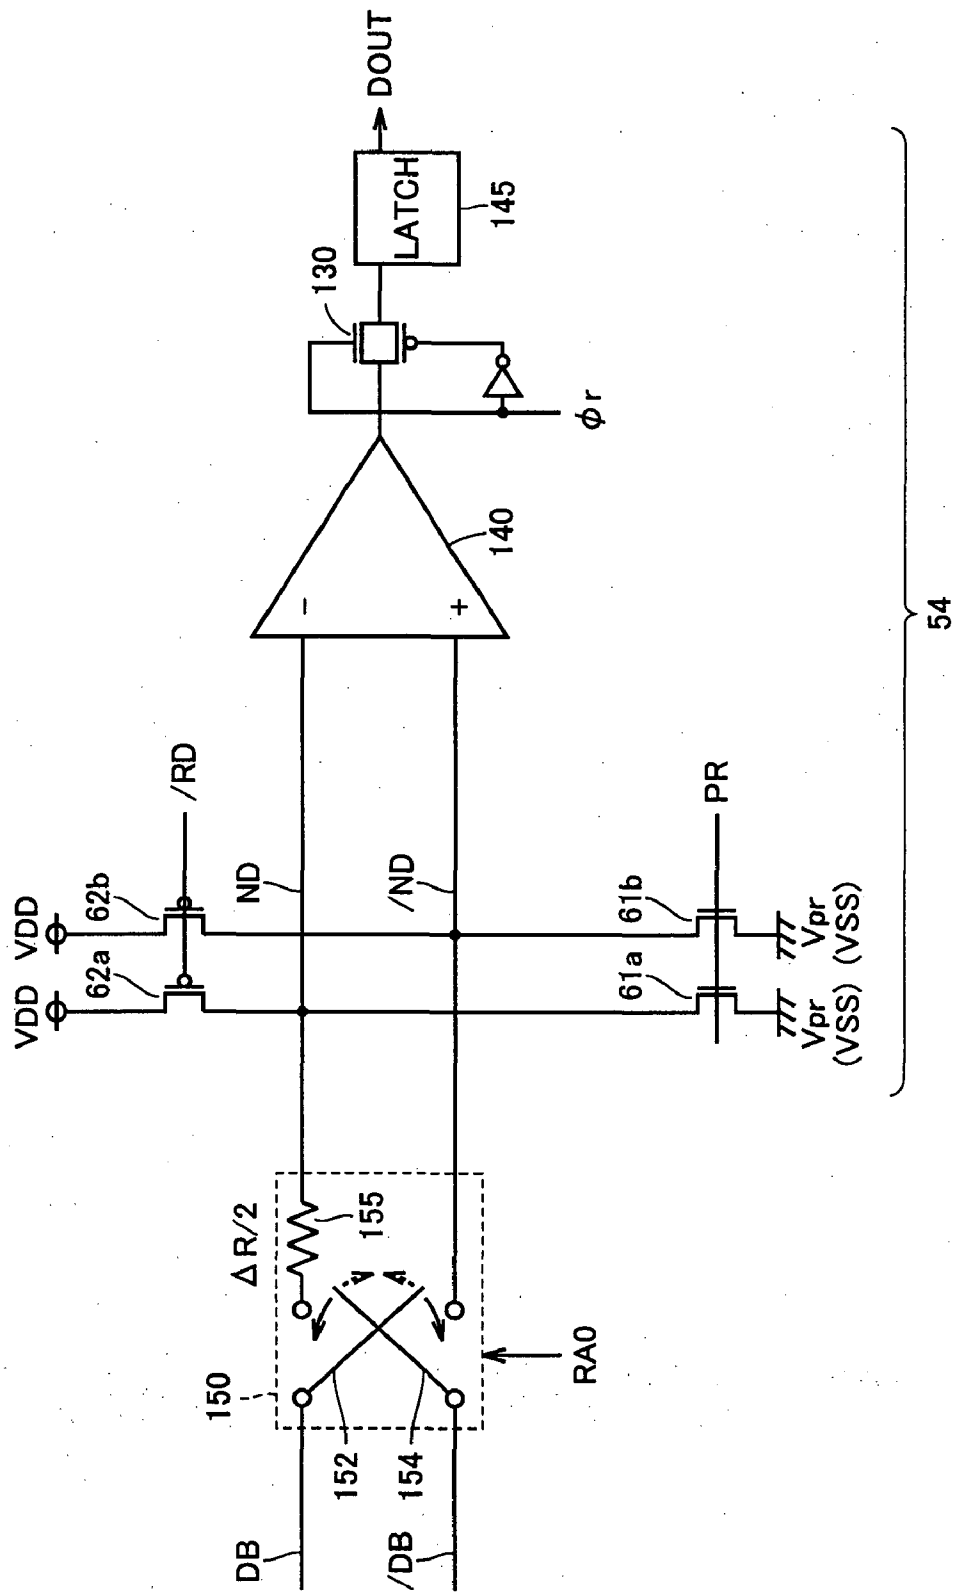 VDD
VDD
62a
62b
/RD
ND
/ND
ΔR/2
155
150
152
154
DB
/DB
RA0
61a
61b
PR
Vpr
(VSS)
Vpr
(VSS)
−
+
140
130
φr
LATCH
145
DOUT
54